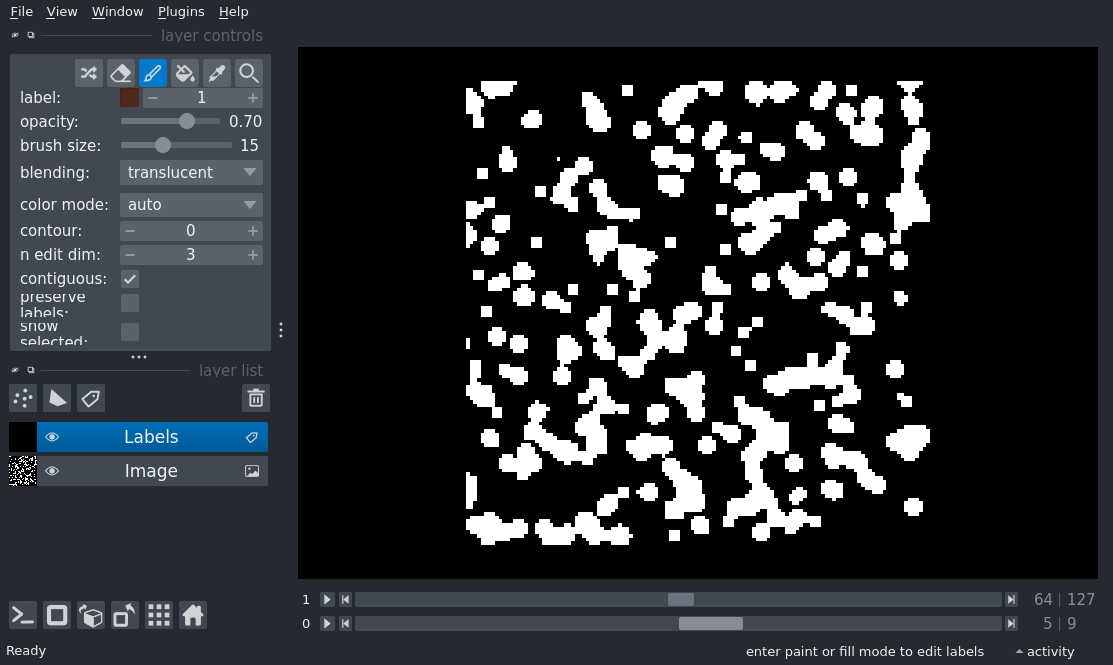 File View Window Plugins Help
layer controls
label: 1
opacity: 0.70
brush size: 15
blending: translucent
color mode: auto
contour: 0
n edit dim: 3
contiguous:
preserve
labels:
show
selected:
layer list
Labels
Image
1 64 | 127
0 5 | 9
Ready enter paint or fill mode to edit labels activity